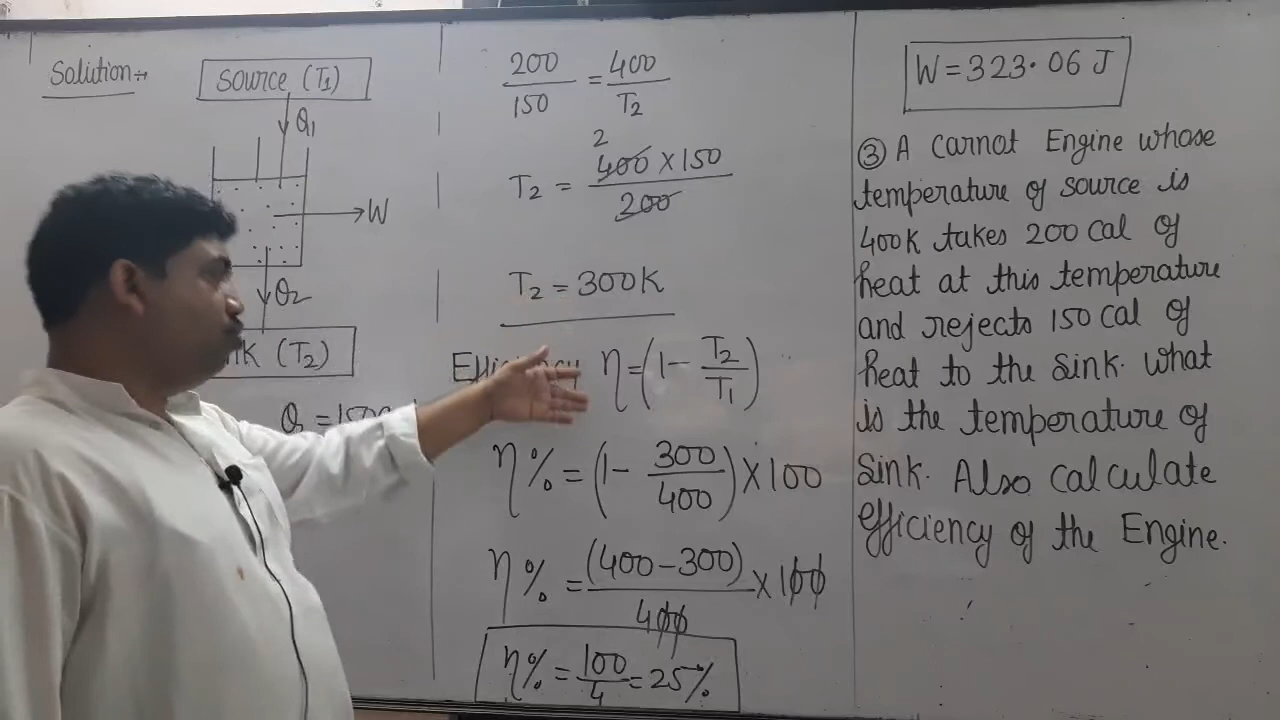 Solution:-
Source (T1)
Q1
W
Q2
(T2)
200/150 = 400/T2
T2 = 400 × 150/200
2
T2 = 300K
η = (1 - T2/T1)
η% = (1 - 300/400) × 100
η% = (400 - 300)/400 × 100
η% = 100/4 = 25%
W = 323.06 J
③ A Carnot Engine whose
temperature of source is
400K takes 200 Cal of
heat at this temperature
and rejects 150 Cal of
heat to the sink. What
is the temperature of
Sink. Also calculate
efficiency of the Engine.